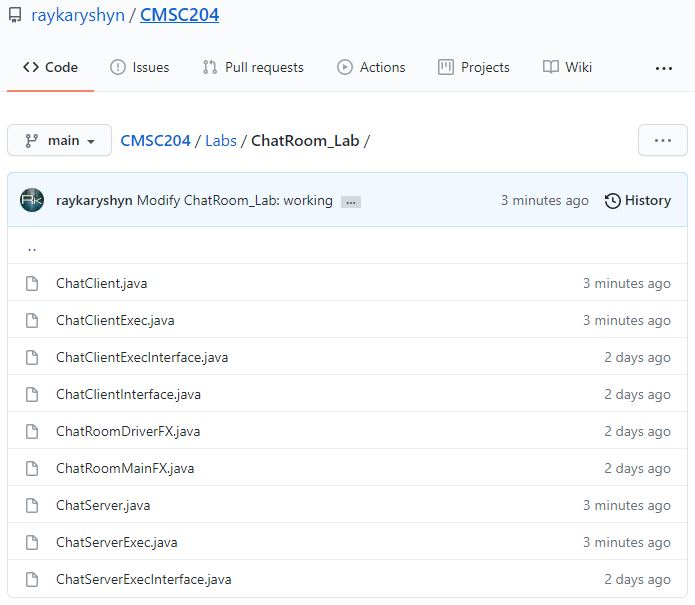 raykaryshyn / CMSC204
<> Code Issues Pull requests Actions Projects Wiki ...
main CMSC204 / Labs / ChatRoom_Lab / ...
Rk raykaryshyn Modify ChatRoom_Lab: working ... 3 minutes ago History
..
ChatClient.java 3 minutes ago
ChatClientExec.java 3 minutes ago
ChatClientExecInterface.java 2 days ago
ChatClientInterface.java 2 days ago
ChatRoomDriverFX.java 2 days ago
ChatRoomMainFX.java 2 days ago
ChatServer.java 3 minutes ago
ChatServerExec.java 3 minutes ago
ChatServerExecInterface.java 2 days ago